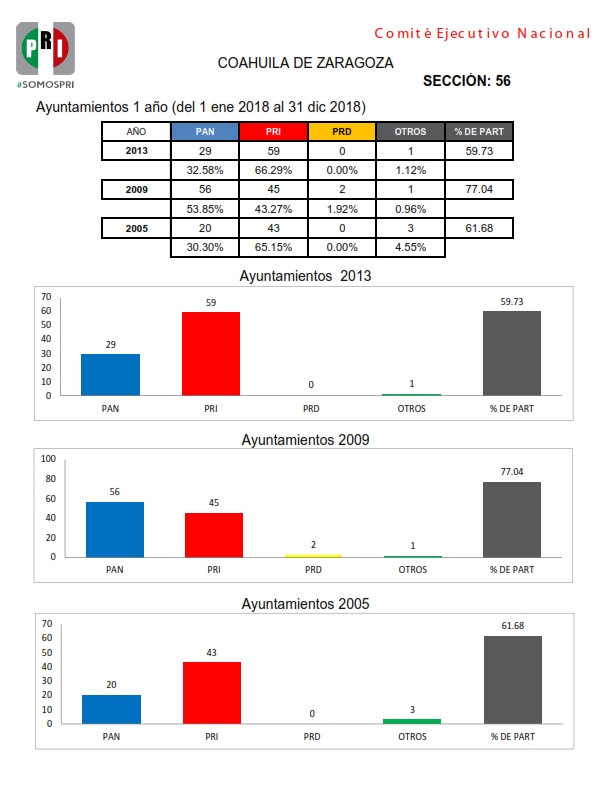 PRI
#SOMOSPRI
Comité Ejecutivo Nacional
COAHUILA DE ZARAGOZA
SECCIÓN: 56
Ayuntamientos 1 año (del 1 ene 2018 al 31 dic 2018)
AÑO PAN PRI PRD OTROS % DE PART
2013 29 59 0 1 59.73
32.58% 66.29% 0.00% 1.12%
2009 56 45 2 1 77.04
53.85% 43.27% 1.92% 0.96%
2005 20 43 0 3 61.68
30.30% 65.15% 0.00% 4.55%
Ayuntamientos 2013
70
60
50
40
30
20
10
0
29 59 0 1 59.73
PAN PRI PRD OTROS % DE PART
Ayuntamientos 2009
100
80
60
40
20
0
56 45 2 1 77.04
PAN PRI PRD OTROS % DE PART
Ayuntamientos 2005
70
60
50
40
30
20
10
0
20 43 0 3 61.68
PAN PRI PRD OTROS % DE PART